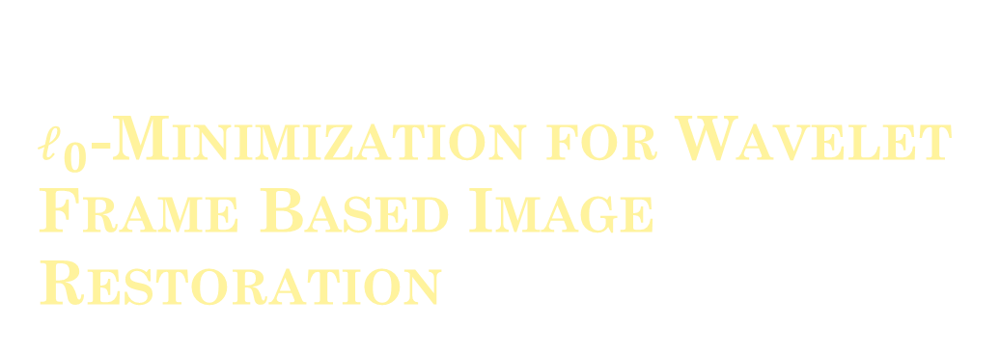 ℓ₀-Minimization for Wavelet
Frame Based Image
Restoration